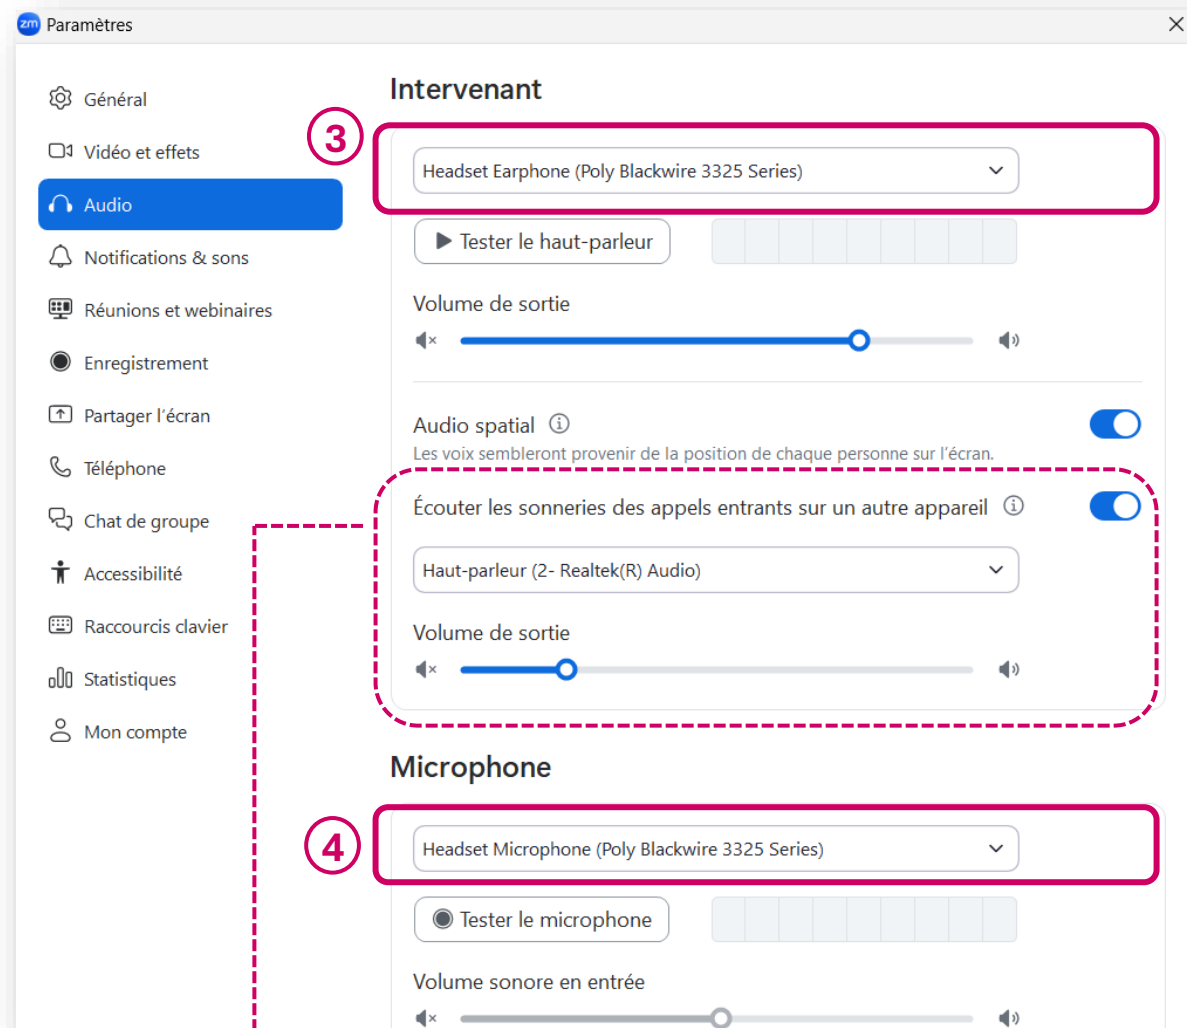 zm Paramètres
Général
Vidéo et effets
Audio
Notifications & sons
Réunions et webinaires
Enregistrement
Partager l'écran
Téléphone
Chat de groupe
Accessibilité
Raccourcis clavier
Statistiques
Mon compte
Intervenant
3
Headset Earphone (Poly Blackwire 3325 Series)
Tester le haut-parleur
Volume de sortie
Audio spatial
Les voix sembleront provenir de la position de chaque personne sur l'écran.
Écouter les sonneries des appels entrants sur un autre appareil
Haut-parleur (2- Realtek(R) Audio)
Volume de sortie
Microphone
4
Headset Microphone (Poly Blackwire 3325 Series)
Tester le microphone
Volume sonore en entrée